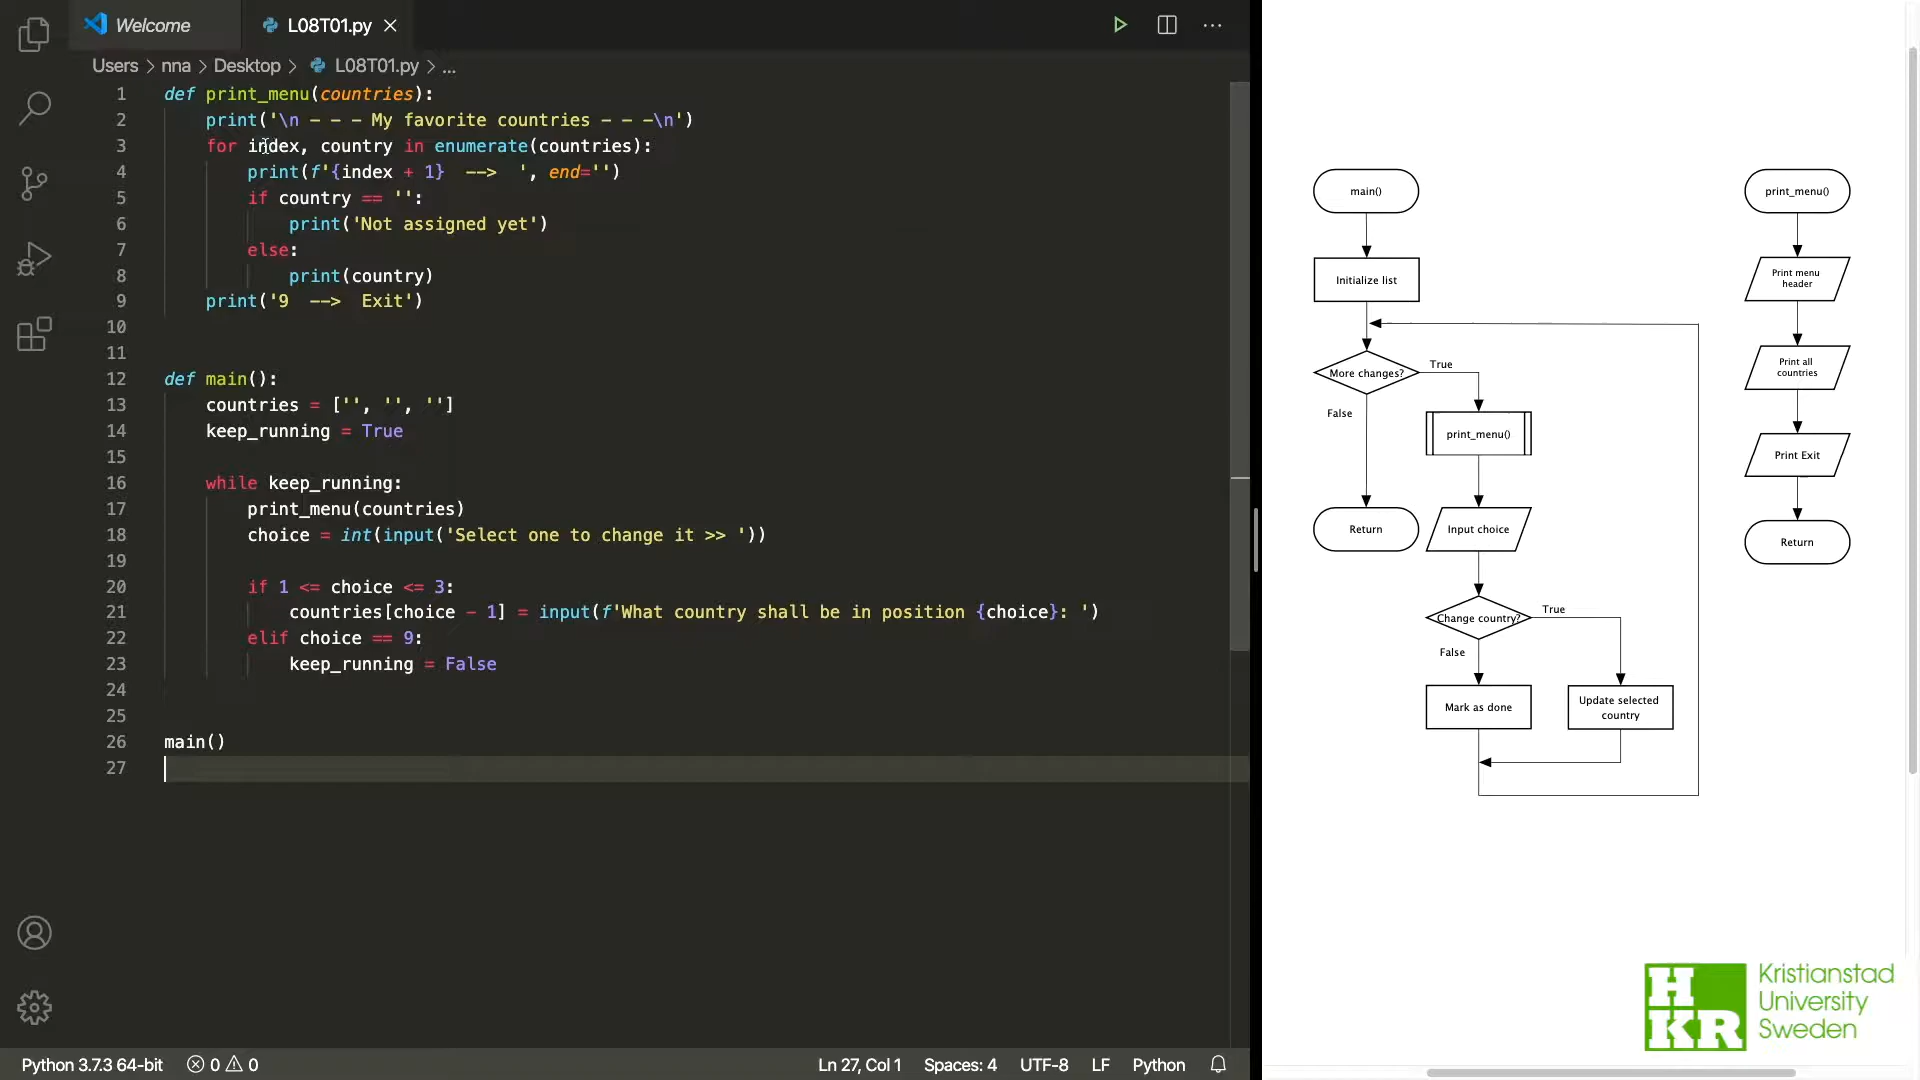 Welcome
L08T01.py
Users > nna > Desktop > L08T01.py > ...
1 def print_menu(countries):
2 print('\n - - - My favorite countries - - -\n')
3 for index, country in enumerate(countries):
4 print(f'{index + 1}  -->  ', end='')
5 if country == '':
6 print('Not assigned yet')
7 else:
8 print(country)
9 print('9  -->  Exit')
10
11
12 def main():
13 countries = ['', '', '']
14 keep_running = True
15
16 while keep_running:
17 print_menu(countries)
18 choice = int(input('Select one to change it >> '))
19
20 if 1 <= choice <= 3:
21 countries[choice - 1] = input(f'What country shall be in position {choice}: ')
22 elif choice == 9:
23 keep_running = False
24
25
26 main()
27
Python 3.7.3 64-bit
0 0
Ln 27, Col 1
Spaces: 4
UTF-8
LF
Python
main()
Initialize list
More changes?
True
False
print_menu()
Return
Input choice
Change country?
True
False
Mark as done
Update selected
country
print_menu()
Print menu
header
Print all
countries
Print Exit
Return
HKR
Kristianstad
University
Sweden